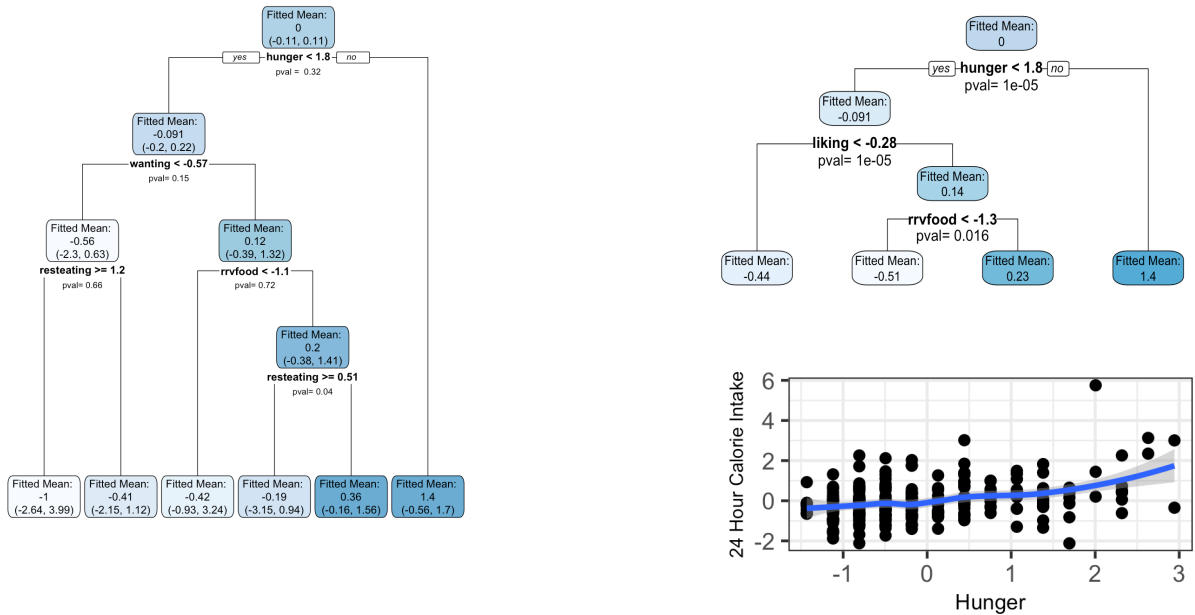 Fitted Mean:
0
(-0.11, 0.11)
yes hunger < 1.8 no
pval = 0.32
Fitted Mean:
-0.091
(-0.2, 0.22)
wanting < -0.57
pval= 0.15
Fitted Mean:
-0.56
(-2.3, 0.63)
resteating >= 1.2
pval= 0.66
Fitted Mean:
0.12
(-0.39, 1.32)
rrvfood < -1.1
pval= 0.72
Fitted Mean:
0.2
(-0.38, 1.41)
resteating >= 0.51
pval= 0.04
Fitted Mean:
-1
(-2.64, 3.99)
Fitted Mean:
-0.41
(-2.15, 1.12)
Fitted Mean:
-0.42
(-0.93, 3.24)
Fitted Mean:
-0.19
(-3.15, 0.94)
Fitted Mean:
0.36
(-0.16, 1.56)
Fitted Mean:
1.4
(-0.56, 1.7)
Fitted Mean:
0
yes hunger < 1.8 no
pval= 1e-05
Fitted Mean:
-0.091
liking < -0.28
pval= 1e-05
Fitted Mean:
0.14
rrvfood < -1.3
pval= 0.016
Fitted Mean:
-0.44
Fitted Mean:
-0.51
Fitted Mean:
0.23
Fitted Mean:
1.4
24 Hour Calorie Intake
6
4
2
0
-2
-1 0 1 2 3
Hunger